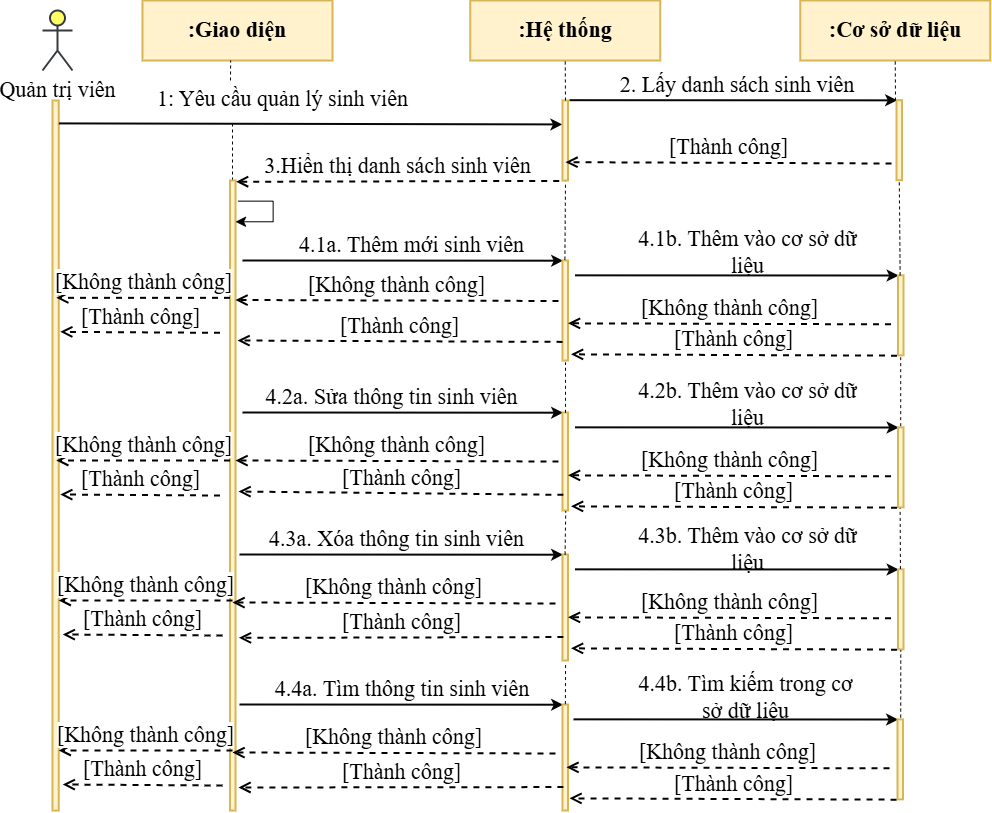 :Giao diện
:Hệ thống
:Cơ sở dữ liệu
Quản trị viên
1: Yêu cầu quản lý sinh viên
2. Lấy danh sách sinh viên
[Thành công]
3.Hiển thị danh sách sinh viên
4.1a. Thêm mới sinh viên
4.1b. Thêm vào cơ sở dữ
liệu
[Không thành công]
[Không thành công]
[Không thành công]
[Thành công]
[Thành công]
[Thành công]
4.2a. Sửa thông tin sinh viên
4.2b. Thêm vào cơ sở dữ
liệu
[Không thành công]
[Không thành công]
[Không thành công]
[Thành công]
[Thành công]
[Thành công]
4.3a. Xóa thông tin sinh viên
4.3b. Thêm vào cơ sở dữ
liệu
[Không thành công]
[Không thành công]
[Không thành công]
[Thành công]
[Thành công]
[Thành công]
4.4a. Tìm thông tin sinh viên
4.4b. Tìm kiếm trong cơ
sở dữ liệu
[Không thành công]
[Không thành công]
[Không thành công]
[Thành công]
[Thành công]
[Thành công]